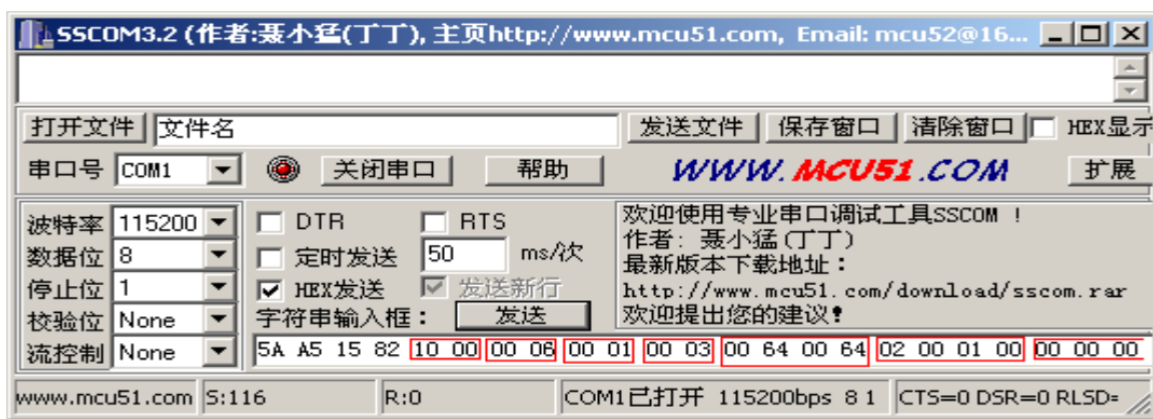 SSCOM3.2 (作者:聂小猛(丁丁), 主页http://www.mcu51.com, Email: mcu52@16...
打开文件 文件名 发送文件 保存窗口 清除窗口 HEX显示
串口号 COM1 关闭串口 帮助 WWW.MCU51.COM 扩展
波特率 115200 DTR RTS
数据位 8 定时发送 50 ms/次
停止位 1 HEX发送 发送新行
校验位 None 字符串输入框: 发送
欢迎使用专业串口调试工具SSCOM !
作者: 聂小猛(丁丁)
最新版本下载地址:
http://www.mcu51.com/download/sscom.rar
欢迎提出您的建议!
流控制 None 5A A5 15 82 10 00 00 06 00 01 00 03 00 64 00 64 02 00 01 00 00 00 00
www.mcu51.com S:116 R:0 COM1已打开 115200bps 8 1 CTS=0 DSR=0 RLSD=